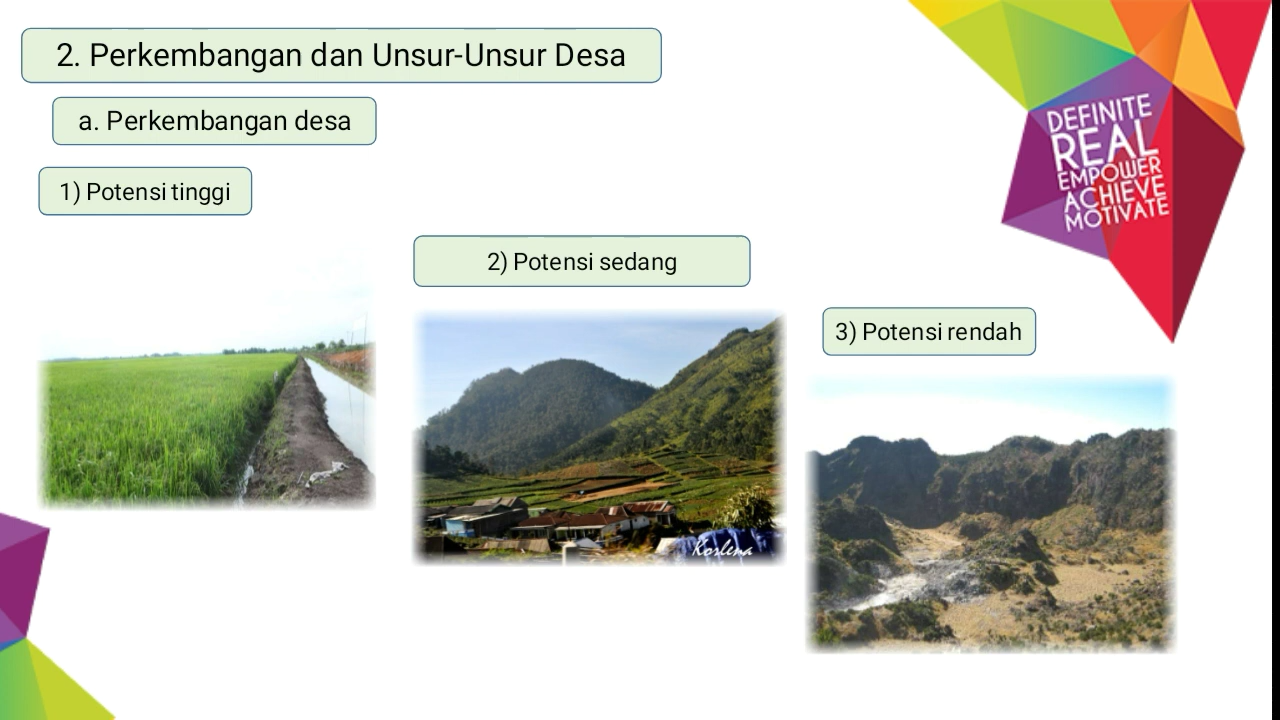 2. Perkembangan dan Unsur-Unsur Desa
a. Perkembangan desa
1) Potensi tinggi
2) Potensi sedang
3) Potensi rendah
DEFINITE
REAL
EMPOWER
ACHIEVE
MOTIVATE
Korlena